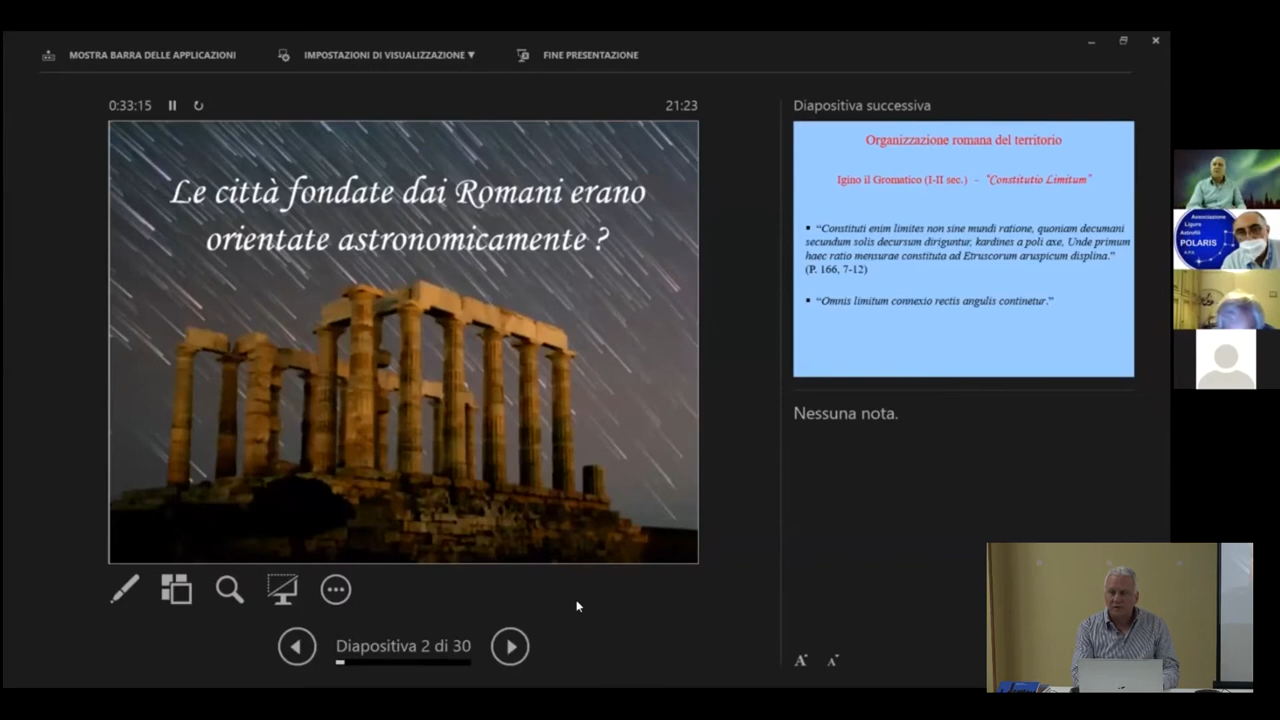 MOSTRA BARRA DELLE APPLICAZIONI
IMPOSTAZIONI DI VISUALIZZAZIONE ▼
FINE PRESENTAZIONE
0:33:15
21:23
Le città fondate dai Romani erano
orientate astronomicamente ?
Diapositiva 2 di 30
Diapositiva successiva
Organizzazione romana del territorio
Igino il Gromatico (I-II sec.) - "Constitutio Limitum"
▪ "Constituti enim limites non sine mundi ratione, quoniam decumani
secundum solis decursum diriguntur, kardines a poli axe, Unde primum
haec ratio mensurae constituta ad Etruscorum aruspicum displina."
(P. 166, 7-12)
▪ "Omnis limitum connexio rectis angulis continetur."
Nessuna nota.
A A
Associazione
Ligure
Astrofili
POLARIS
A.P.S.